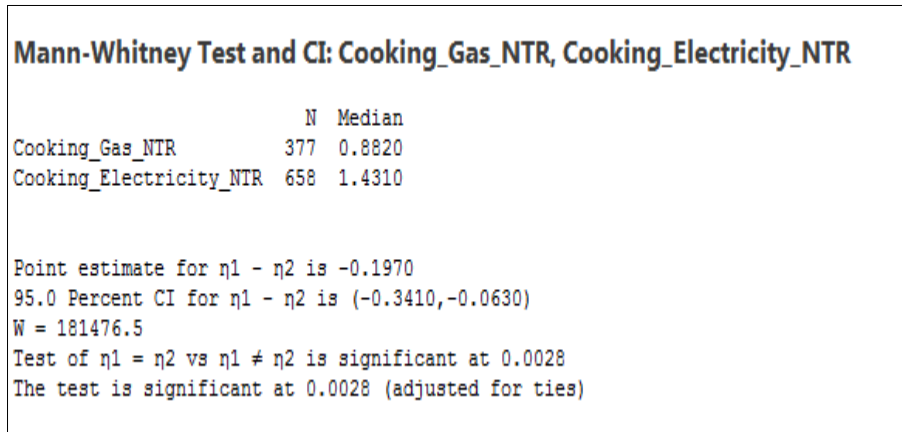 Mann-Whitney Test and CI: Cooking_Gas_NTR, Cooking_Electricity_NTR
N Median
Cooking_Gas_NTR 377 0.8820
Cooking_Electricity_NTR 658 1.4310
Point estimate for η1 - η2 is -0.1970
95.0 Percent CI for η1 - η2 is (-0.3410,-0.0630)
W = 181476.5
Test of η1 = η2 vs η1 ≠ η2 is significant at 0.0028
The test is significant at 0.0028 (adjusted for ties)